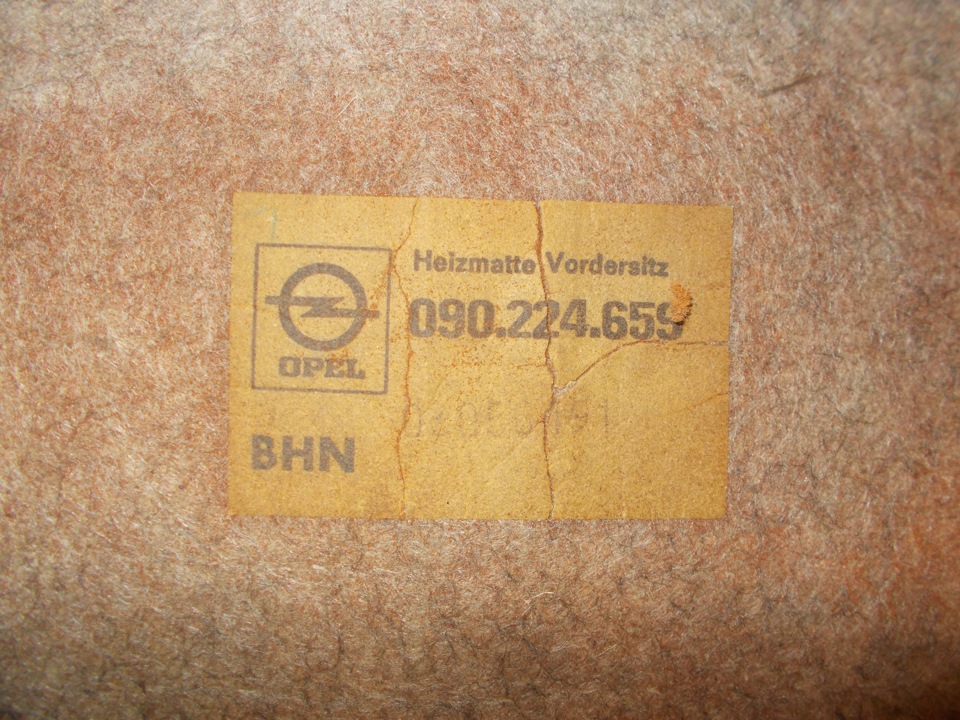 Heizmatte Vordersitz
090.224.659
OPEL
BHN